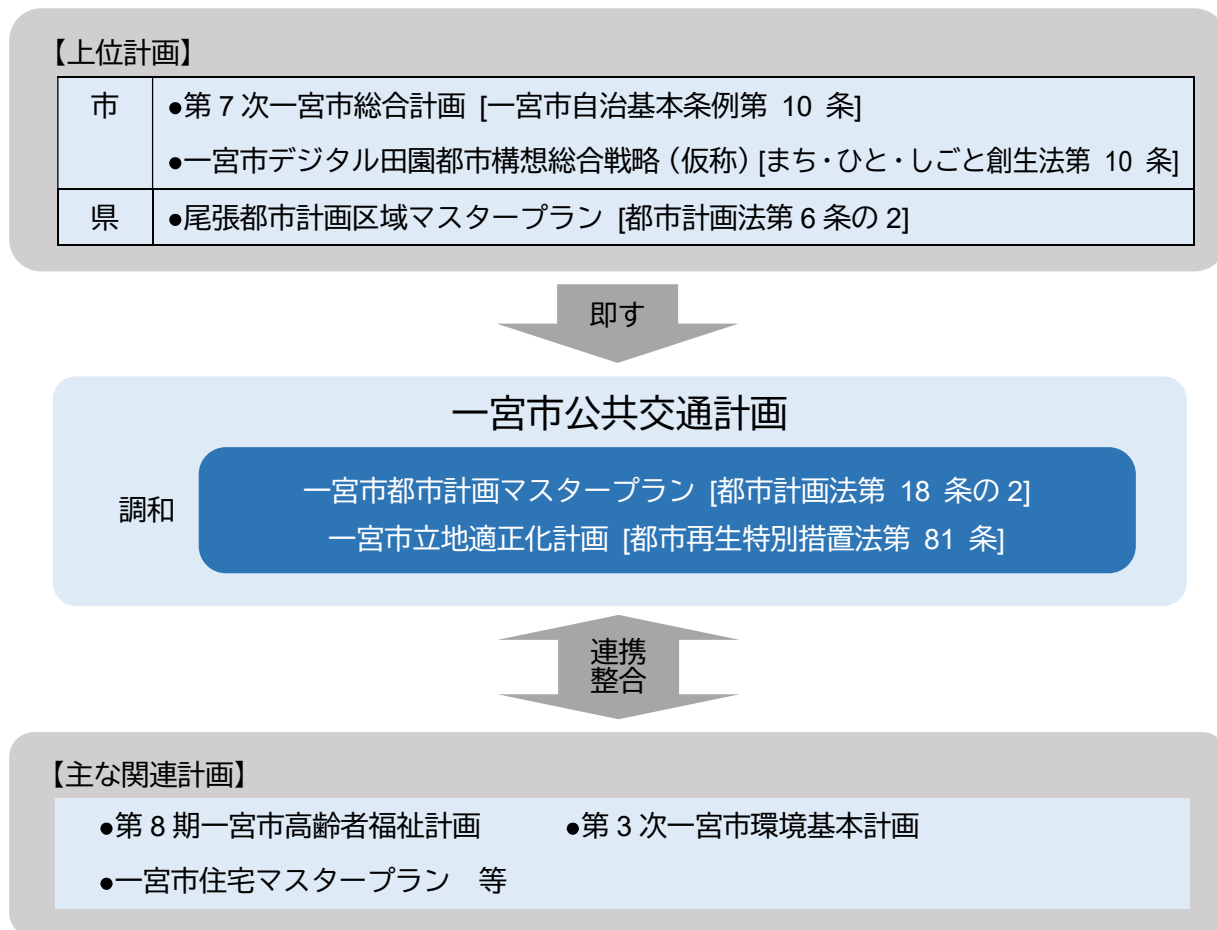 【上位計画】
市
●第7次一宮市総合計画 [一宮市自治基本条例第 10 条]
●一宮市デジタル田園都市構想総合戦略（仮称）[まち・ひと・しごと創生法第 10 条]
県
●尾張都市計画区域マスタープラン [都市計画法第6条の2]
即す
一宮市公共交通計画
調和
一宮市都市計画マスタープラン [都市計画法第 18 条の2]
一宮市立地適正化計画 [都市再生特別措置法第 81 条]
連携
整合
【主な関連計画】
●第8期一宮市高齢者福祉計画 ●第3次一宮市環境基本計画
●一宮市住宅マスタープラン 等